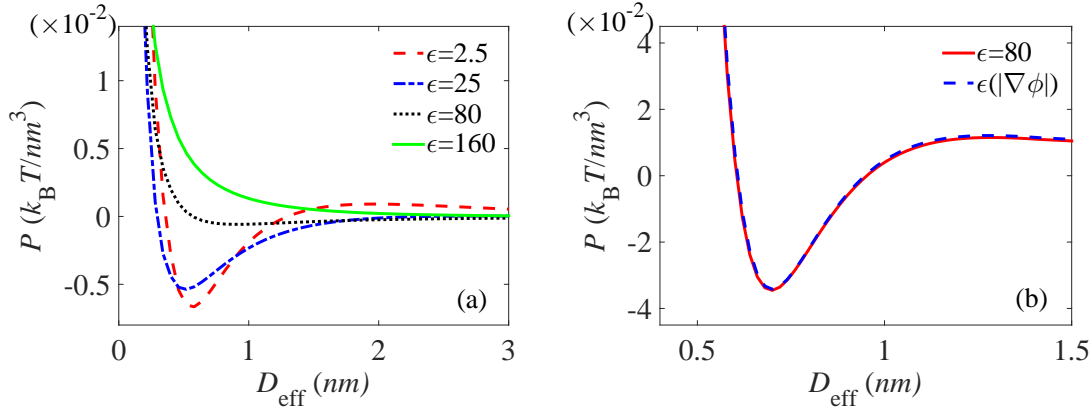 (×10⁻²)
P (k_B T/nm³)
1
0.5
0
-0.5
ϵ=2.5
ϵ=25
ϵ=80
ϵ=160
(a)
0 1 2 3
D_eff (nm)
(×10⁻²)
P (k_B T/nm³)
4
2
0
-2
-4
ϵ=80
ϵ(|∇ϕ|)
(b)
0.5 1 1.5
D_eff (nm)